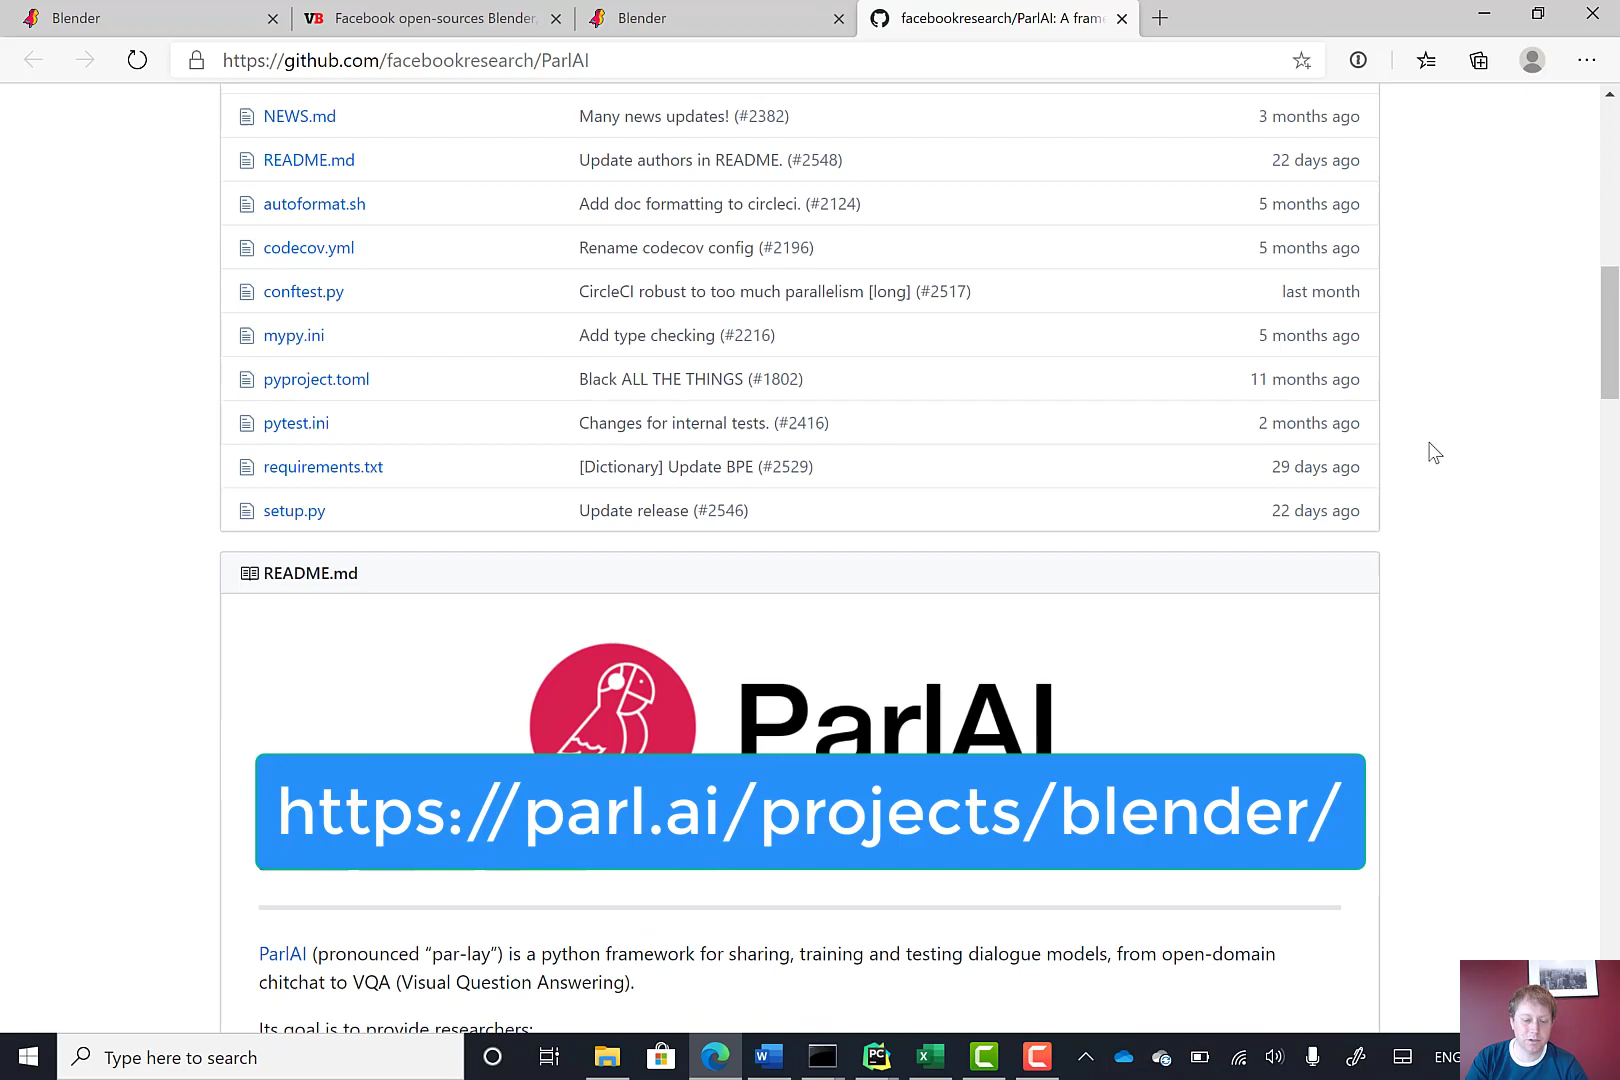 Blender
VB Facebook open-sources Blender,
Blender
facebookresearch/ParlAI: A fram
https://github.com/facebookresearch/ParlAI
NEWS.md Many news updates! (#2382) 3 months ago
README.md Update authors in README. (#2548) 22 days ago
autoformat.sh Add doc formatting to circleci. (#2124) 5 months ago
codecov.yml Rename codecov config (#2196) 5 months ago
conftest.py CircleCI robust to too much parallelism [long] (#2517) last month
mypy.ini Add type checking (#2216) 5 months ago
pyproject.toml Black ALL THE THINGS (#1802) 11 months ago
pytest.ini Changes for internal tests. (#2416) 2 months ago
requirements.txt [Dictionary] Update BPE (#2529) 29 days ago
setup.py Update release (#2546) 22 days ago
README.md
ParlAI
https://parl.ai/projects/blender/
ParlAI (pronounced “par-lay”) is a python framework for sharing, training and testing dialogue models, from open-domain
chitchat to VQA (Visual Question Answering).
Its goal is to provide researchers:
Type here to search
W
PC
C
C
ENG